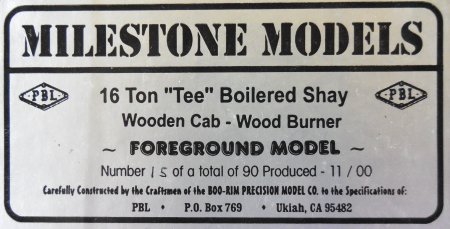 MILESTONE MODELS
PBL 16 Ton "Tee" Boilered Shay PBL
Wooden Cab - Wood Burner
~ FOREGROUND MODEL ~
Number 15 of a total of 90 Produced - 11 / 00
Carefully Constructed by the Craftsmen of the BOO-RIM PRECISION MODEL CO. to the Specifications of:
PBL • P.O. Box 769 • Ukiah, CA 95482